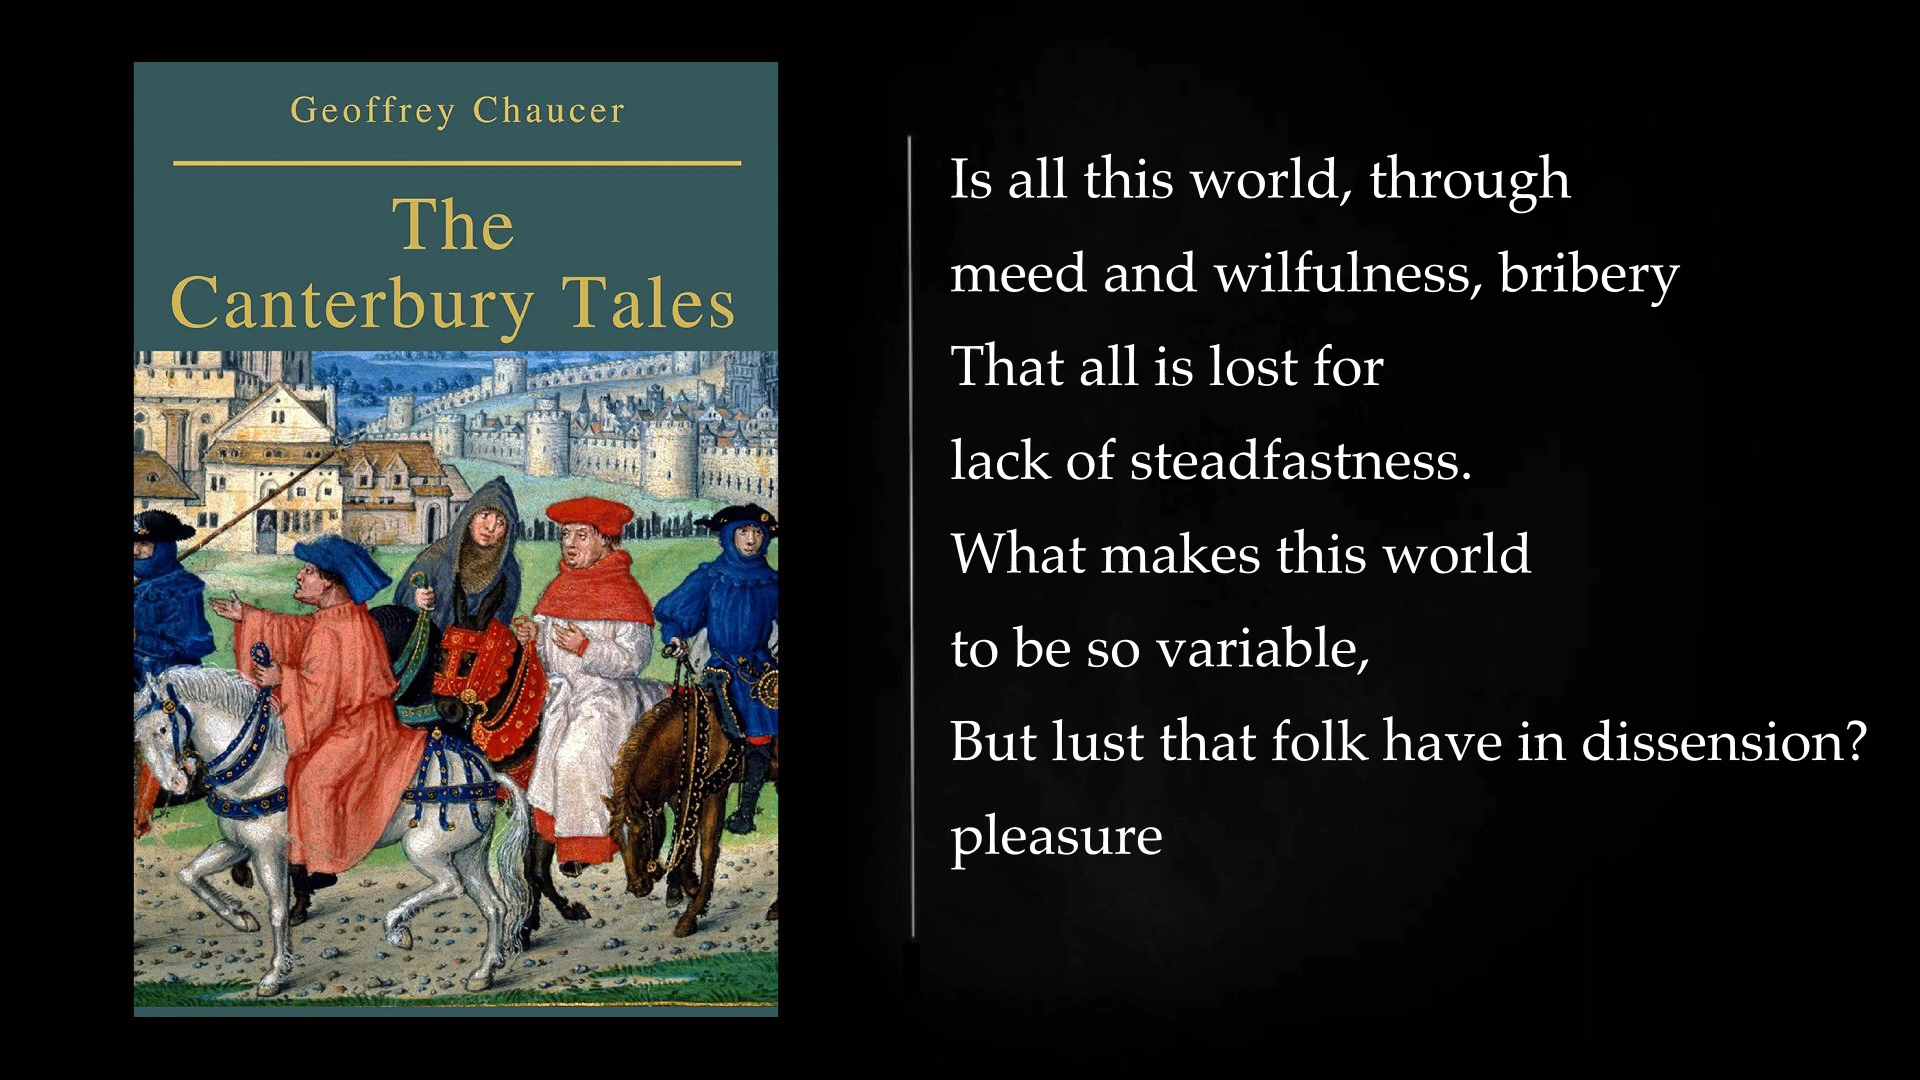 Geoffrey Chaucer
The
Canterbury Tales
Is all this world, through
meed and wilfulness, bribery
That all is lost for
lack of steadfastness.
What makes this world
to be so variable,
But lust that folk have in dissension?
pleasure